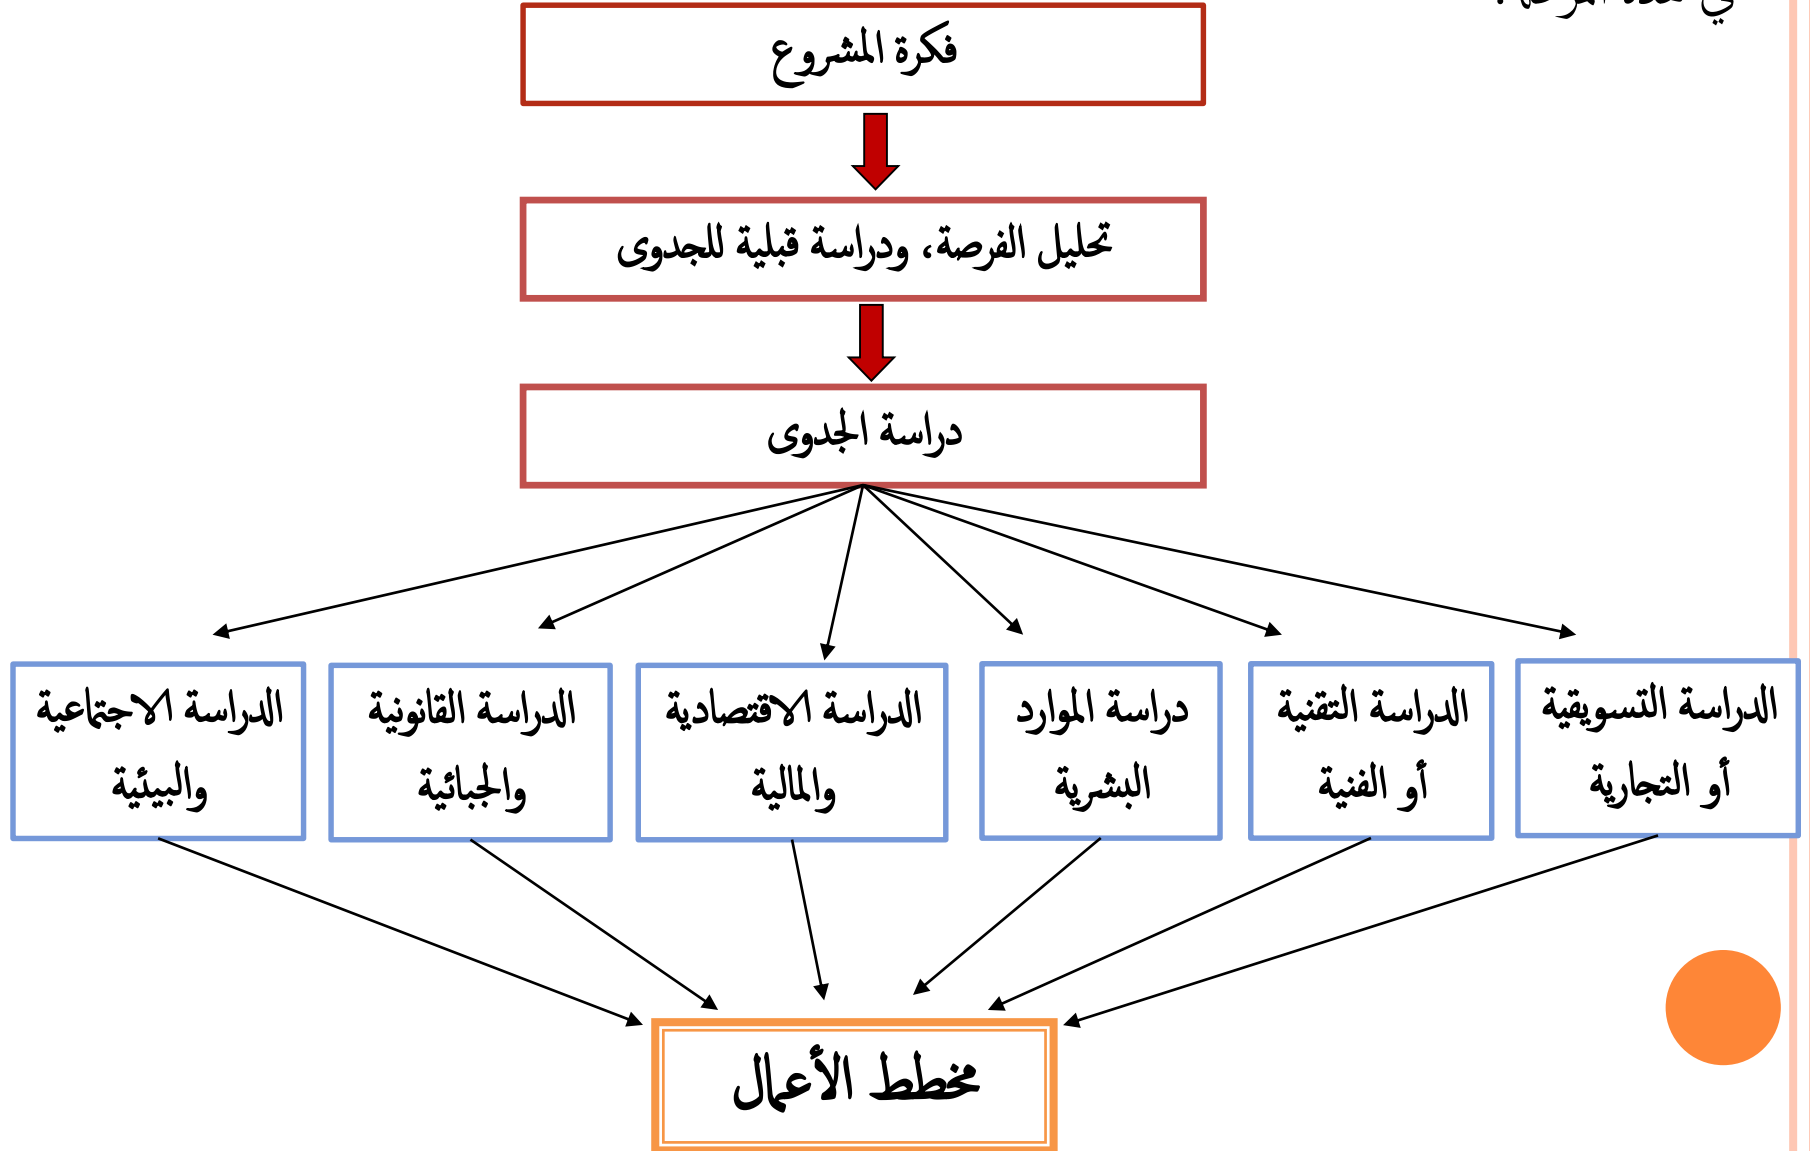 فكرة المشروع
تحليل الفرصة، ودراسة قبلية للجدوى
دراسة الجدوى
الدراسة التسويقية
أو التجارية
الدراسة التقنية
أو الفنية
دراسة الموارد
البشرية
الدراسة الاقتصادية
والمالية
الدراسة القانونية
والجبائية
الدراسة الاجتماعية
والبيئية
مخطط الأعمال